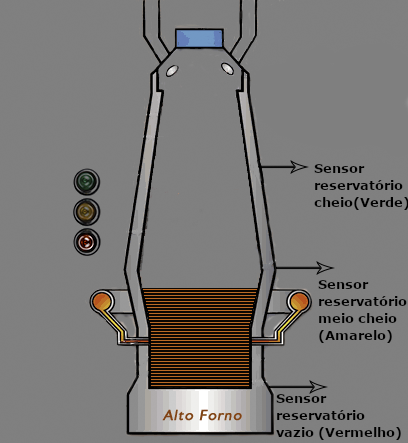 Sensor
reservatório
cheio(Verde)
Sensor
reservatório
meio cheio
(Amarelo)
Sensor
reservatório
vazio (Vermelho)
Alto Forno